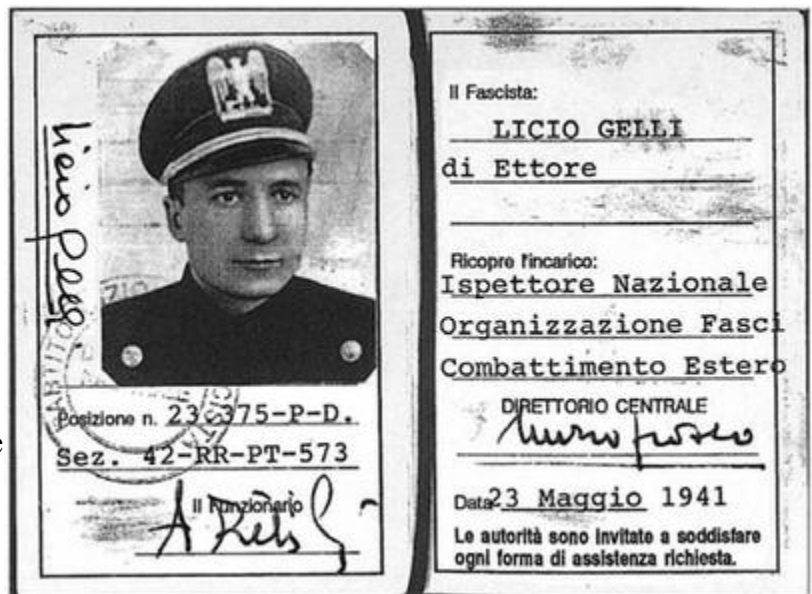 Licio Gelli
Posizione n. 23.375-P-D.
Sez. 42-RR-PT-573
Il Funzionario
Il Fascista:
LICIO GELLI
di Ettore
Ricopre l'incarico:
Ispettore Nazionale
Organizzazione Fasci
Combattimento Estero
DIRETTORIO CENTRALE
Data 23 Maggio 1941
Le autorità sono invitate a soddisfare
ogni forma di assistenza richiesta.